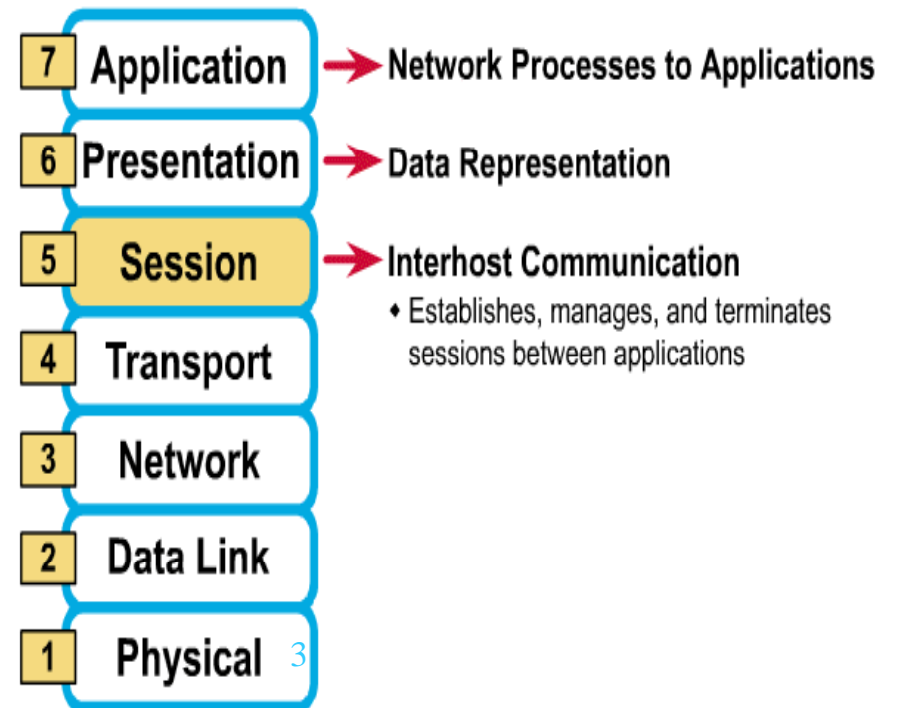 7 Application Network Processes to Applications
6 Presentation Data Representation
5 Session Interhost Communication
• Establishes, manages, and terminates
sessions between applications
4 Transport
3 Network
2 Data Link
1 Physical 3